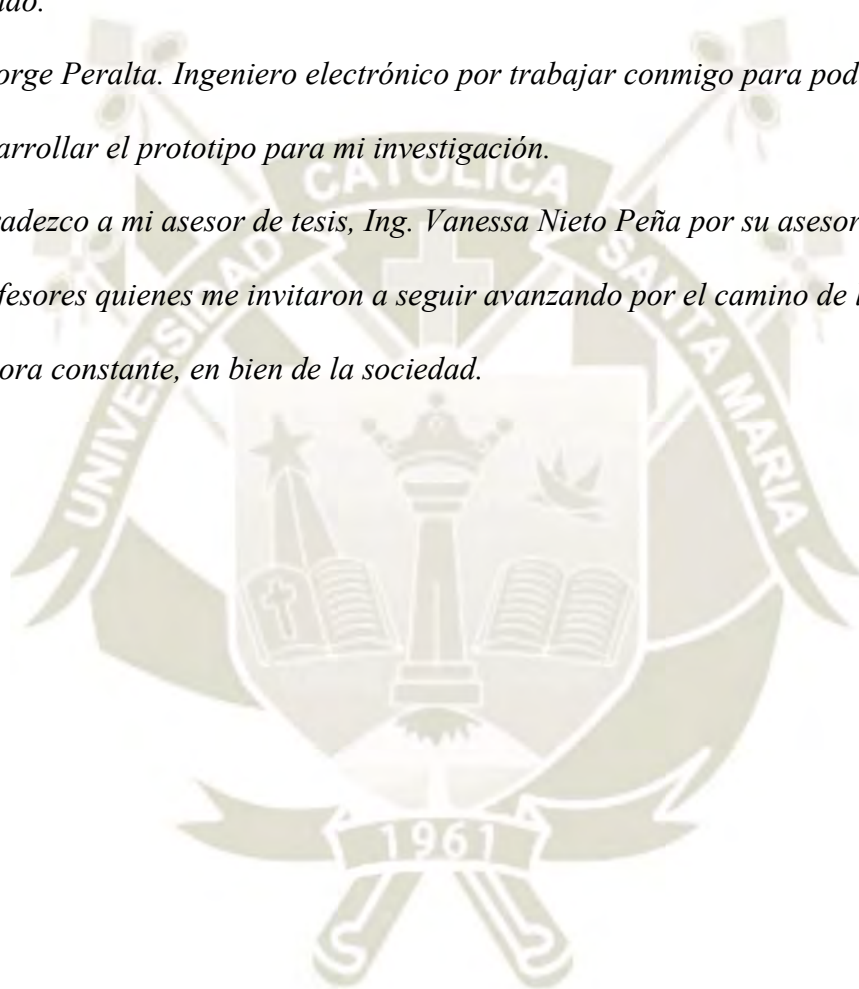 orge Peralta. Ingeniero electrónico por trabajar conmigo para pod
arrollar el prototipo para mi investigación.
radezco a mi asesor de tesis, Ing. Vanessa Nieto Peña por su asesor
fesores quienes me invitaron a seguir avanzando por el camino de l
ora constante, en bien de la sociedad.
UNIVERSIDAD CATOLICA SANTA MARIA
1961